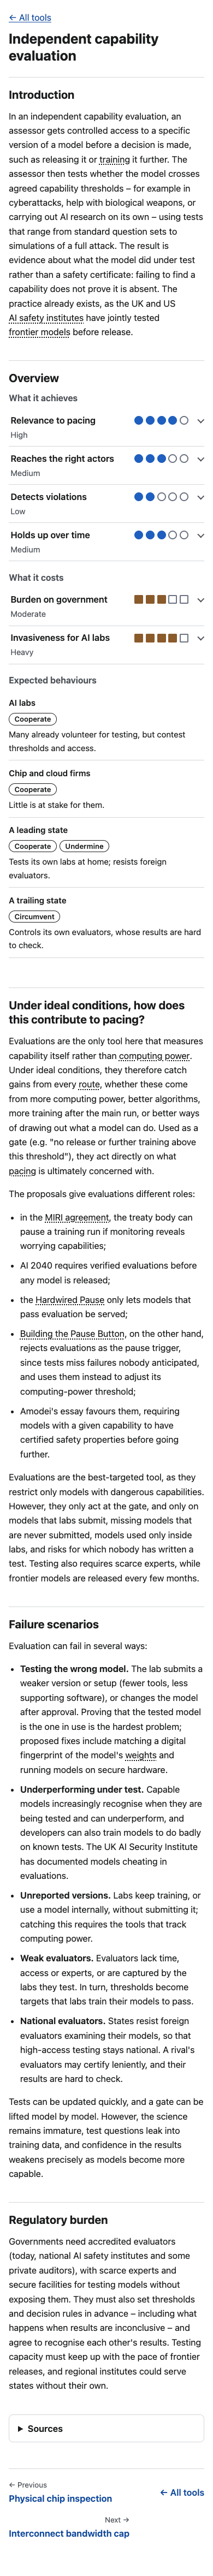 ← All tools
Independent capability
evaluation
Introduction
In an independent capability evaluation, an
assessor gets controlled access to a specific
version of a model before a decision is made,
such as releasing it or training it further. The
assessor then tests whether the model crosses
agreed capability thresholds – for example in
cyberattacks, help with biological weapons, or
carrying out AI research on its own – using tests
that range from standard question sets to
simulations of a full attack. The result is
evidence about what the model did under test
rather than a safety certificate: failing to find a
capability does not prove it is absent. The
practice already exists, as the UK and US
AI safety institutes have jointly tested
frontier models before release.
Overview
What it achieves
Relevance to pacing
High
Reaches the right actors
Medium
Detects violations
Low
Holds up over time
Medium
What it costs
Burden on government
Moderate
Invasiveness for AI labs
Heavy
Expected behaviours
AI labs
Cooperate
Many already volunteer for testing, but contest
thresholds and access.
Chip and cloud firms
Cooperate
Little is at stake for them.
A leading state
Cooperate Undermine
Tests its own labs at home; resists foreign
evaluators.
A trailing state
Circumvent
Controls its own evaluators, whose results are hard
to check.
Under ideal conditions, how does
this contribute to pacing?
Evaluations are the only tool here that measures
capability itself rather than computing power.
Under ideal conditions, they therefore catch
gains from every route, whether these come
from more computing power, better algorithms,
more training after the main run, or better ways
of drawing out what a model can do. Used as a
gate (e.g. "no release or further training above
this threshold"), they act directly on what
pacing is ultimately concerned with.
The proposals give evaluations different roles:
• in the MIRI agreement, the treaty body can
pause a training run if monitoring reveals
worrying capabilities;
• AI 2040 requires verified evaluations before
any model is released;
• the Hardwired Pause only lets models that
pass evaluation be served;
• Building the Pause Button, on the other hand,
rejects evaluations as the pause trigger,
since tests miss failures nobody anticipated,
and uses them instead to adjust its
computing-power threshold;
• Amodei's essay favours them, requiring
models with a given capability to have
certified safety properties before going
further.
Evaluations are the best-targeted tool, as they
restrict only models with dangerous capabilities.
However, they only act at the gate, and only on
models that labs submit, missing models that
are never submitted, models used only inside
labs, and risks for which nobody has written a
test. Testing also requires scarce experts, while
frontier models are released every few months.
Failure scenarios
Evaluation can fail in several ways:
• Testing the wrong model. The lab submits a
weaker version or setup (fewer tools, less
supporting software), or changes the model
after approval. Proving that the tested model
is the one in use is the hardest problem;
proposed fixes include matching a digital
fingerprint of the model's weights and
running models on secure hardware.
• Underperforming under test. Capable
models increasingly recognise when they are
being tested and can underperform, and
developers can also train models to do badly
on known tests. The UK AI Security Institute
has documented models cheating in
evaluations.
• Unreported versions. Labs keep training, or
use a model internally, without submitting it;
catching this requires the tools that track
computing power.
• Weak evaluators. Evaluators lack time,
access or experts, or are captured by the
labs they test. In turn, thresholds become
targets that labs train their models to pass.
• National evaluators. States resist foreign
evaluators examining their models, so that
high-access testing stays national. A rival's
evaluators may certify leniently, and their
results are hard to check.
Tests can be updated quickly, and a gate can be
lifted model by model. However, the science
remains immature, test questions leak into
training data, and confidence in the results
weakens precisely as models become more
capable.
Regulatory burden
Governments need accredited evaluators
(today, national AI safety institutes and some
private auditors), with scarce experts and
secure facilities for testing models without
exposing them. They must also set thresholds
and decision rules in advance – including what
happens when results are inconclusive – and
agree to recognise each other's results. Testing
capacity must keep up with the pace of frontier
releases, and regional institutes could serve
states without their own.
▶ Sources
← Previous
Physical chip inspection
← All tools
Next →
Interconnect bandwidth cap